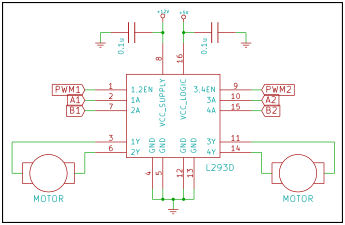 +12V +5V
0.1u 0.1u
8 16
PWM1 1 1,2EN VCC_SUPPLY VCC_LOGIC 3,4EN 9 PWM2
A1 2 1A 3A 10 A2
B1 7 2A 4A 15 B2
3 1Y 3Y 11
6 2Y GND GND GND GND 4Y 14
4 5 12 13 L293D
MOTOR MOTOR